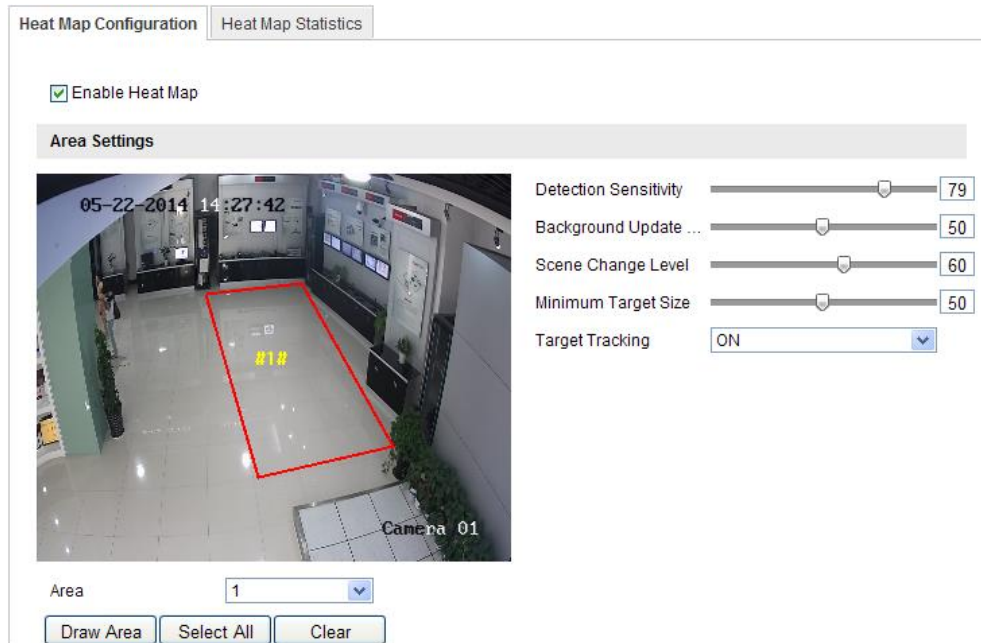 Heat Map Configuration
Heat Map Statistics
Enable Heat Map
Area Settings
05-22-2014 14:27:42
#1#
Camera 01
Detection Sensitivity 79
Background Update ... 50
Scene Change Level 60
Minimum Target Size 50
Target Tracking ON
Area 1
Draw Area Select All Clear